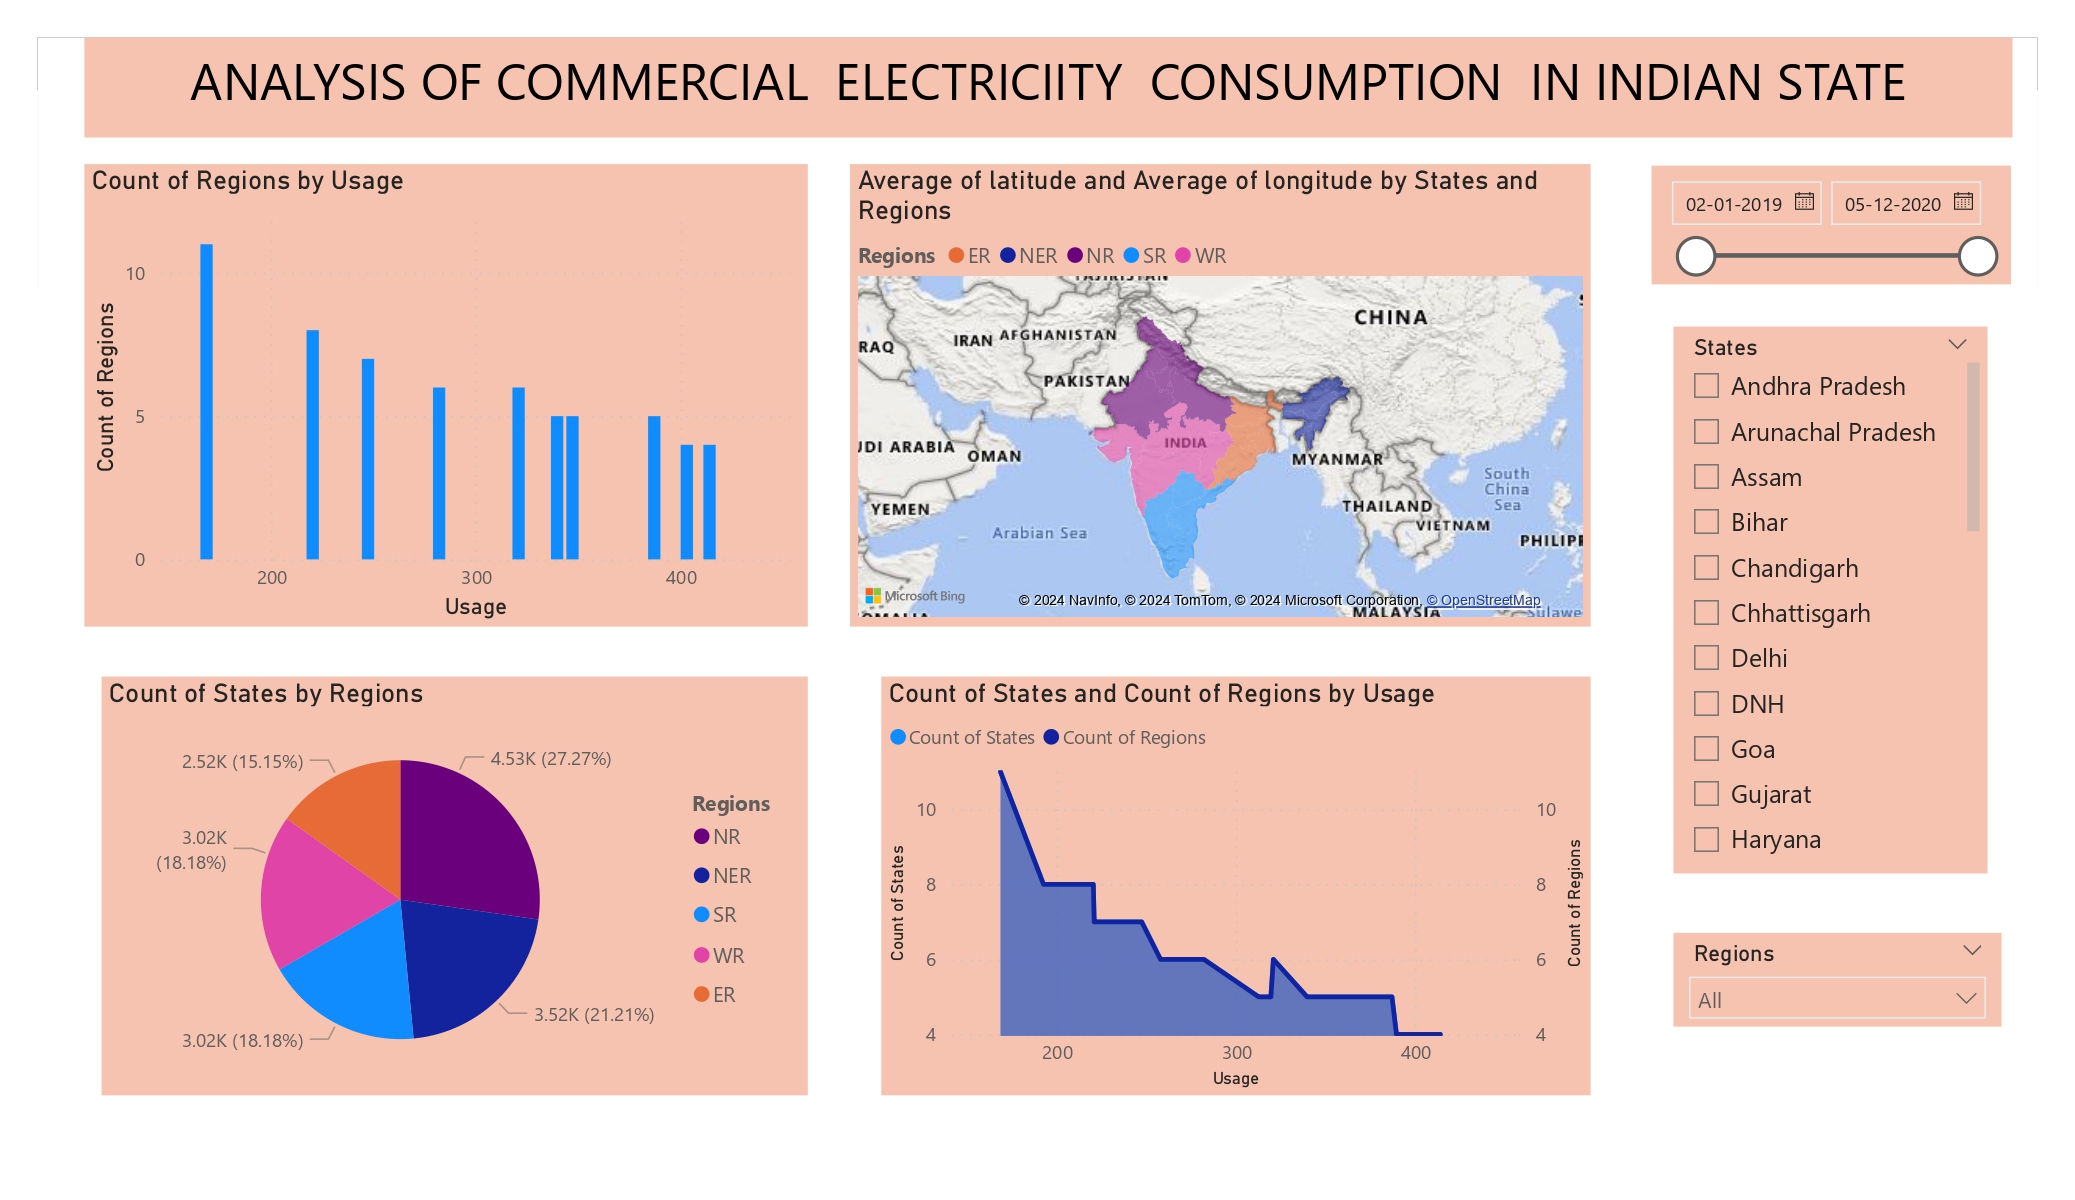 ANALYSIS OF COMMERCIAL ELECTRICIITY CONSUMPTION IN INDIAN STATE
Count of Regions by Usage
Count of Regions
10
5
0
200
300
400
Usage
Average of latitude and Average of longitude by States and
Regions
Regions
ER
NER
NR
SR
WR
CHINA
IRAN
AFGHANISTAN
RAQ
PAKISTAN
INDIA
DI ARABIA
OMAN
MYANMAR
YEMEN
THAILAND
South
China
Sea
VIETNAM
Arabian Sea
PHILIPP
Microsoft Bing
© 2024 NavInfo, © 2024 TomTom, © 2024 Microsoft Corporation, © OpenStreetMap
MALAYSIA
Sulawe
02-01-2019
05-12-2020
States
Andhra Pradesh
Arunachal Pradesh
Assam
Bihar
Chandigarh
Chhattisgarh
Delhi
DNH
Goa
Gujarat
Haryana
Count of States by Regions
2.52K (15.15%)
4.53K (27.27%)
3.02K
(18.18%)
3.02K (18.18%)
3.52K (21.21%)
Regions
NR
NER
SR
WR
ER
Count of States and Count of Regions by Usage
Count of States
Count of Regions
Count of States
10
8
6
4
200
300
400
10
8
6
4
Count of Regions
Usage
Regions
All